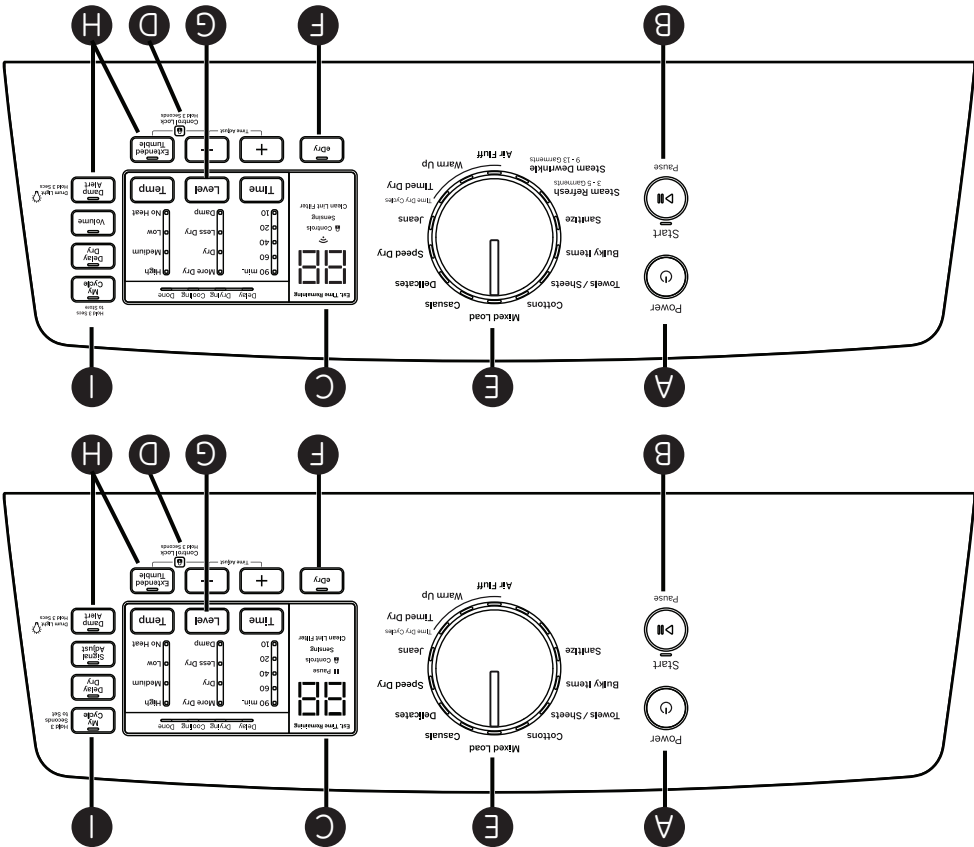 A
E
C
I
Power
Start
Pause
Mixed Load
Cottons
Towels / Sheets
Bulky Items
Sanitize
Casuals
Delicates
Speed Dry
Jeans
Time Dry Cycles
Timed Dry
Warm Up
Air Fluff
Est. Time Remaining
88
Pause
Controls
Sensing
Clean Lint Filter
Delay Drying Cooling Done
90 min.
60
40
20
10
Time
More Dry
Dry
Less Dry
Damp
Level
High
Medium
Low
No Heat
Temp
eDry
+
-
Time Adjust
Extended
Tumble
Control Lock
Hold 3 Seconds
My
Cycle
Hold 3
Seconds
to Set
Delay
Dry
Signal
Adjust
Damp
Alert
Drum Light
Hold 3 Secs
B
F
G
D
H
A
E
C
I
Power
Start
Pause
Mixed Load
Cottons
Towels / Sheets
Bulky Items
Sanitize
Steam Refresh
3 - 5 Garments
Steam Dewrinkle
9 - 13 Garments
Casuals
Delicates
Speed Dry
Jeans
Time Dry Cycles
Timed Dry
Warm Up
Air Fluff
Est. Time Remaining
88
Controls
Sensing
Clean Lint Filter
Delay Drying Cooling Done
90 min.
60
40
20
10
Time
More Dry
Dry
Less Dry
Damp
Level
High
Medium
Low
No Heat
Temp
eDry
+
-
Time Adjust
Extended
Tumble
Control Lock
Hold 3 Seconds
Hold 3 Secs
to Store
My
Cycle
Delay
Dry
Volume
Damp
Alert
Drum Light
Hold 3 Secs
B
F
G
D
H